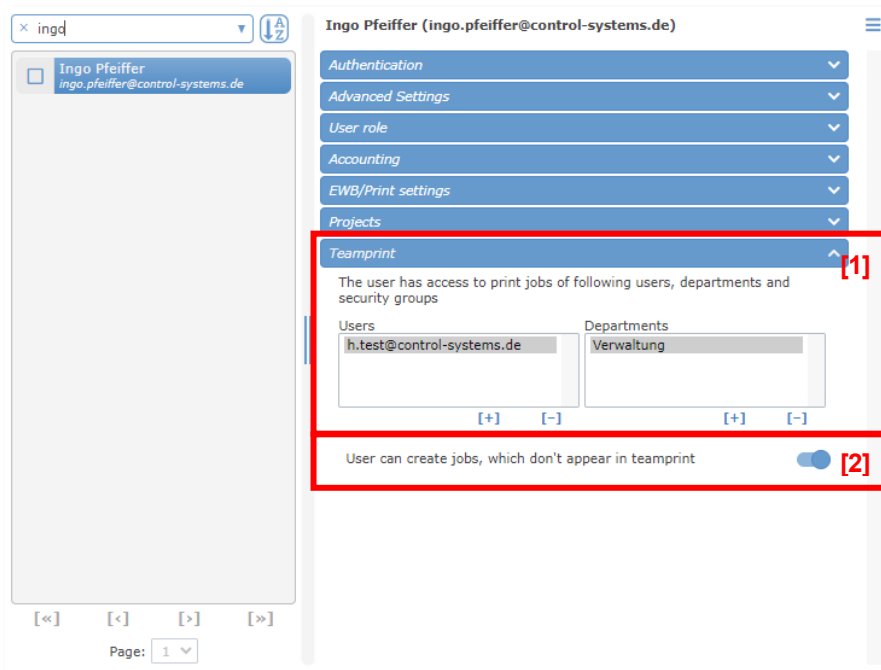 × ingo
Ingo Pfeiffer
ingo.pfeiffer@control-systems.de
[«] [‹] [›] [»]
Page: 1
Ingo Pfeiffer (ingo.pfeiffer@control-systems.de)
Authentication
Advanced Settings
User role
Accounting
EWB/Print settings
Projects
Teamprint
[1]
The user has access to print jobs of following users, departments and
security groups
Users Departments
h.test@control-systems.de Verwaltung
[+] [-] [+] [-]
User can create jobs, which don't appear in teamprint
[2]